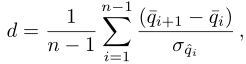 $$d = \frac{1}{n-1} \sum_{i=1}^{n-1} \frac{(\bar{q}_{i+1} - \bar{q}_i)}{\sigma_{\hat{q}_i}} \, ,$$